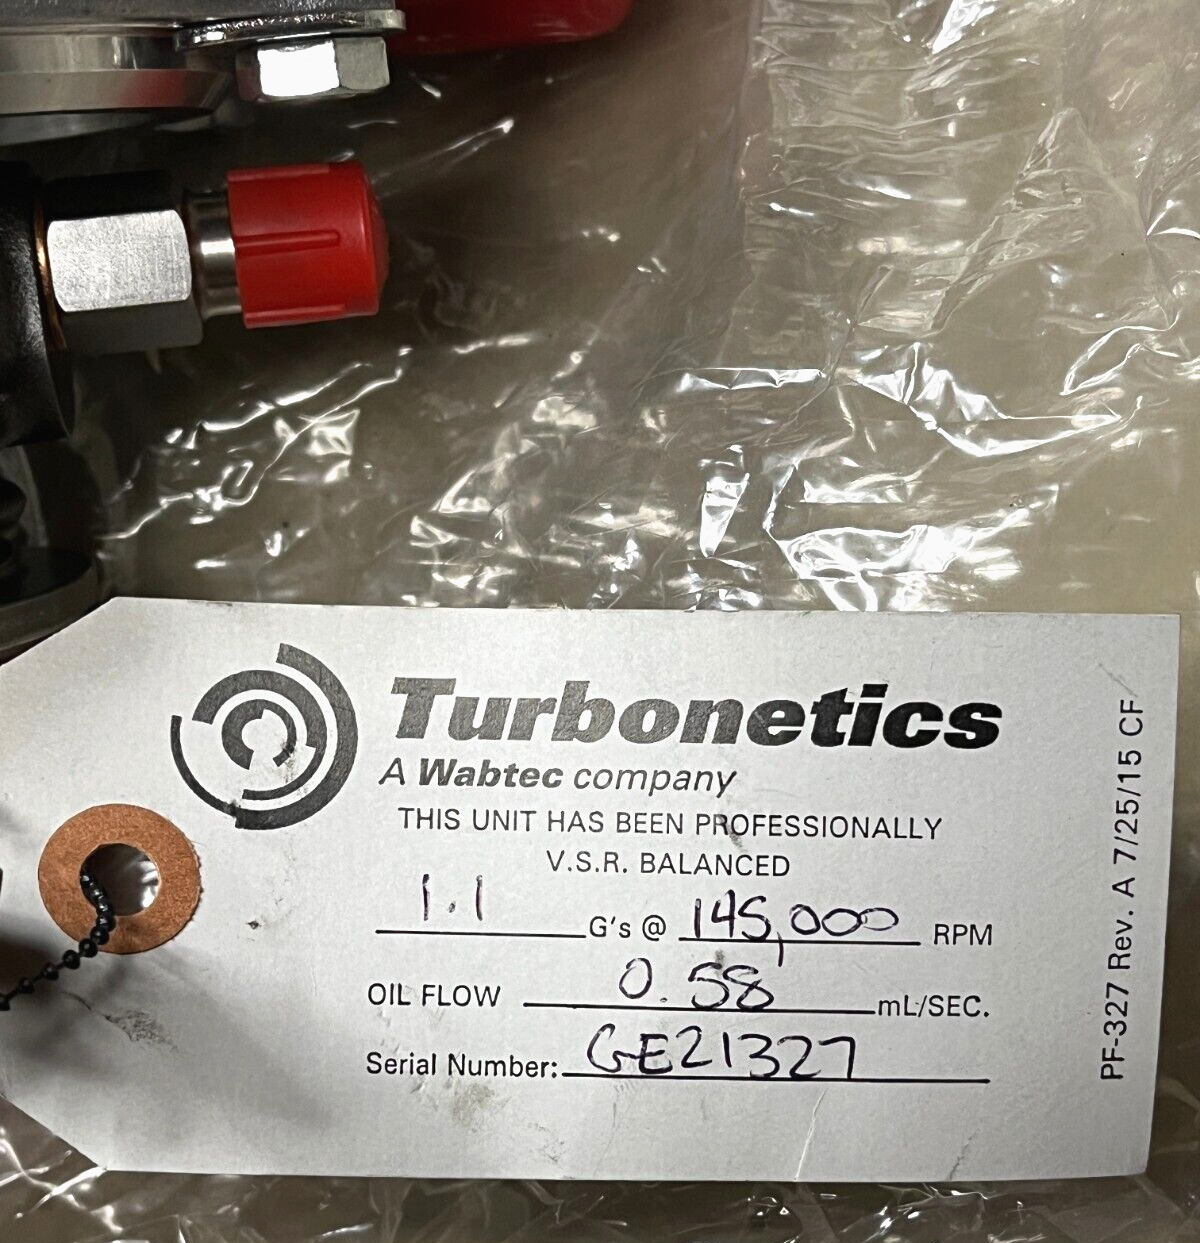 Turbonetics
A Wabtec company
THIS UNIT HAS BEEN PROFESSIONALLY
V.S.R. BALANCED
1.1 G's @ 145,000 RPM
OIL FLOW 0.58 mL/SEC.
Serial Number: GE21327
PF-327 Rev. A 7/25/15 CF